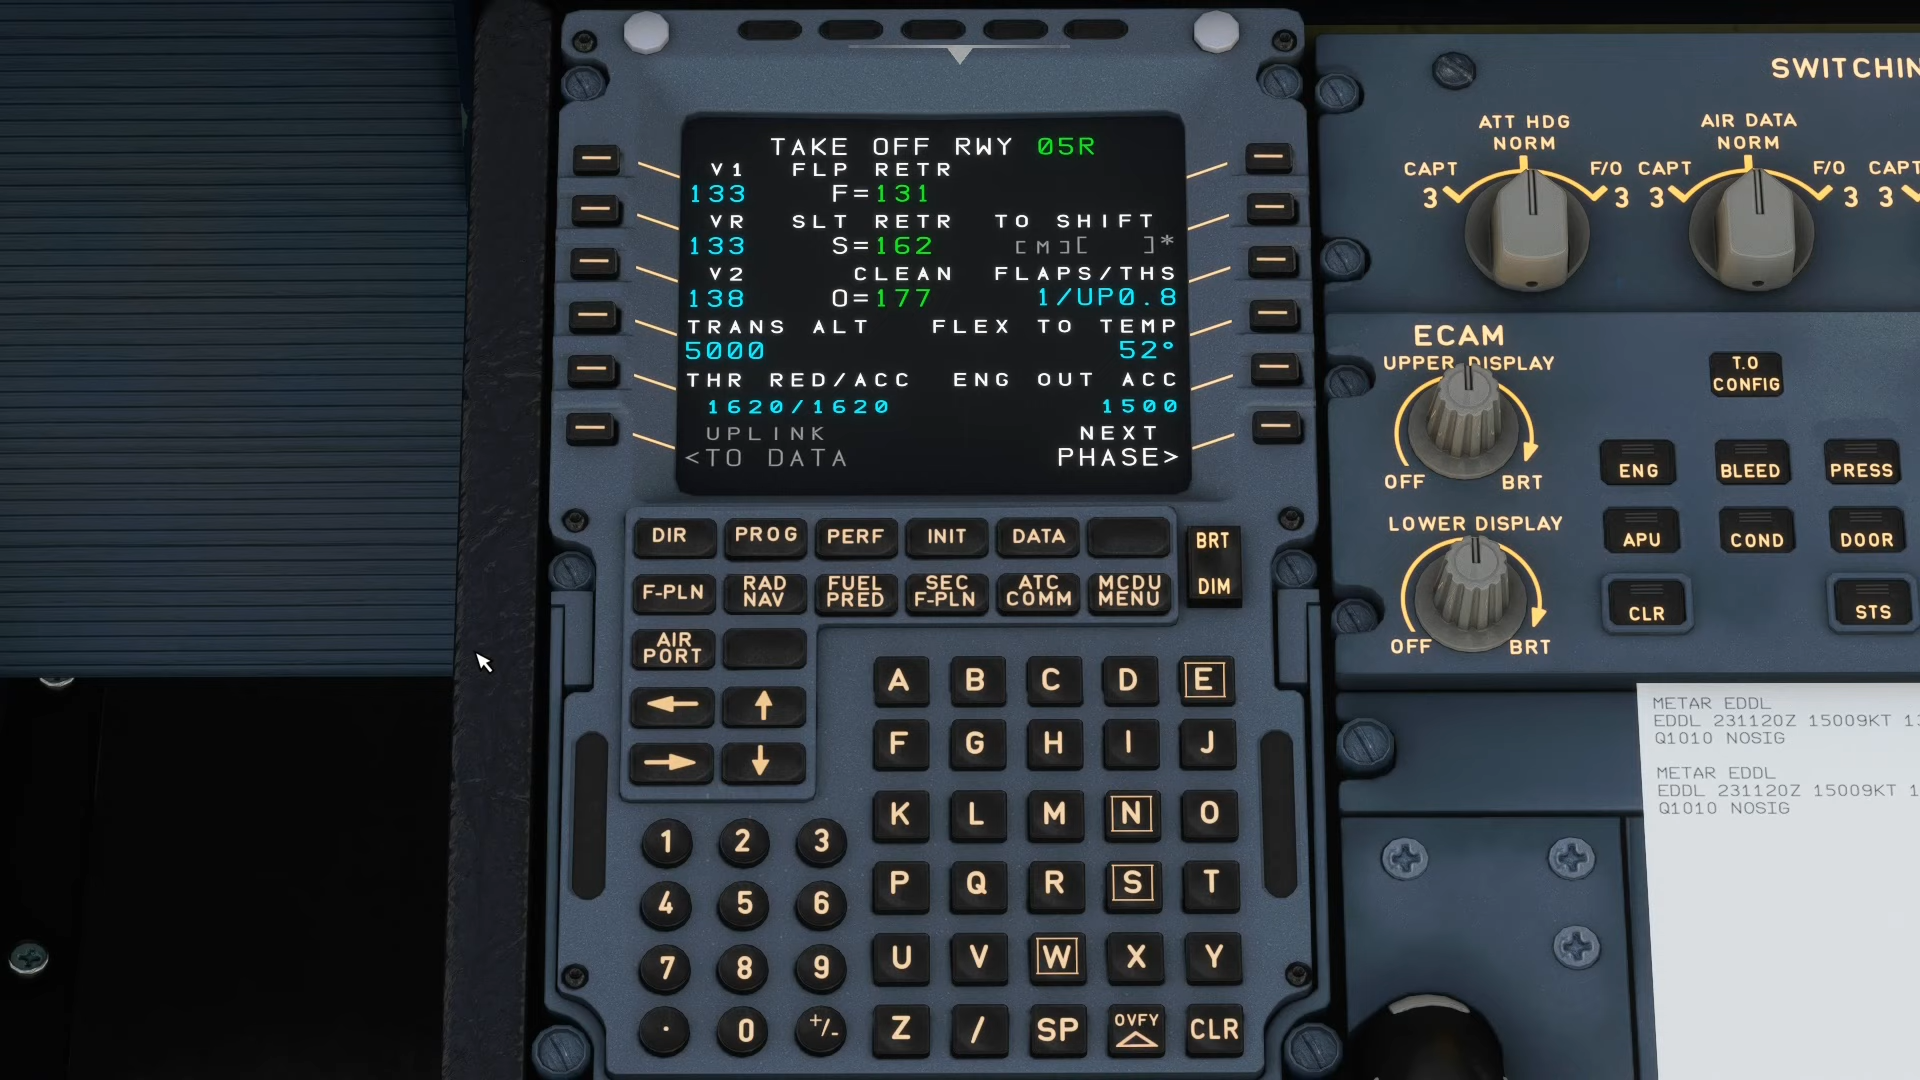 TAKE OFF RWY 05R
V1 FLP RETR
133 F=131
VR SLT RETR TO SHIFT
133 S=162 [M][ ]*
V2 CLEAN FLAPS/THS
138 O=177 1/UP0.8
TRANS ALT FLEX TO TEMP
5000 52°
THR RED/ACC ENG OUT ACC
1620/1620 1500
UPLINK NEXT
<TO DATA PHASE>
DIR PROG PERF INIT DATA
BRT
DIM
F-PLN RAD NAV FUEL PRED SEC F-PLN ATC COMM MCDU MENU
AIR PORT
← ↑
→ ↓
A B C D E
F G H I J
K L M N O
P Q R S T
U V W X Y
Z / SP OVFY CLR
1 2 3
4 5 6
7 8 9
. 0 +/-
SWITCHIN
ATT HDG
NORM
CAPT F/O
3 3
AIR DATA
NORM
CAPT F/O
3 3
CAPT
3
ECAM
UPPER DISPLAY
OFF BRT
T.O
CONFIG
ENG BLEED PRESS
LOWER DISPLAY
OFF BRT
APU COND DOOR
CLR STS
METAR EDDL
EDDL 231120Z 15009KT
Q1010 NOSIG
METAR EDDL
EDDL 231120Z 15009KT
Q1010 NOSIG